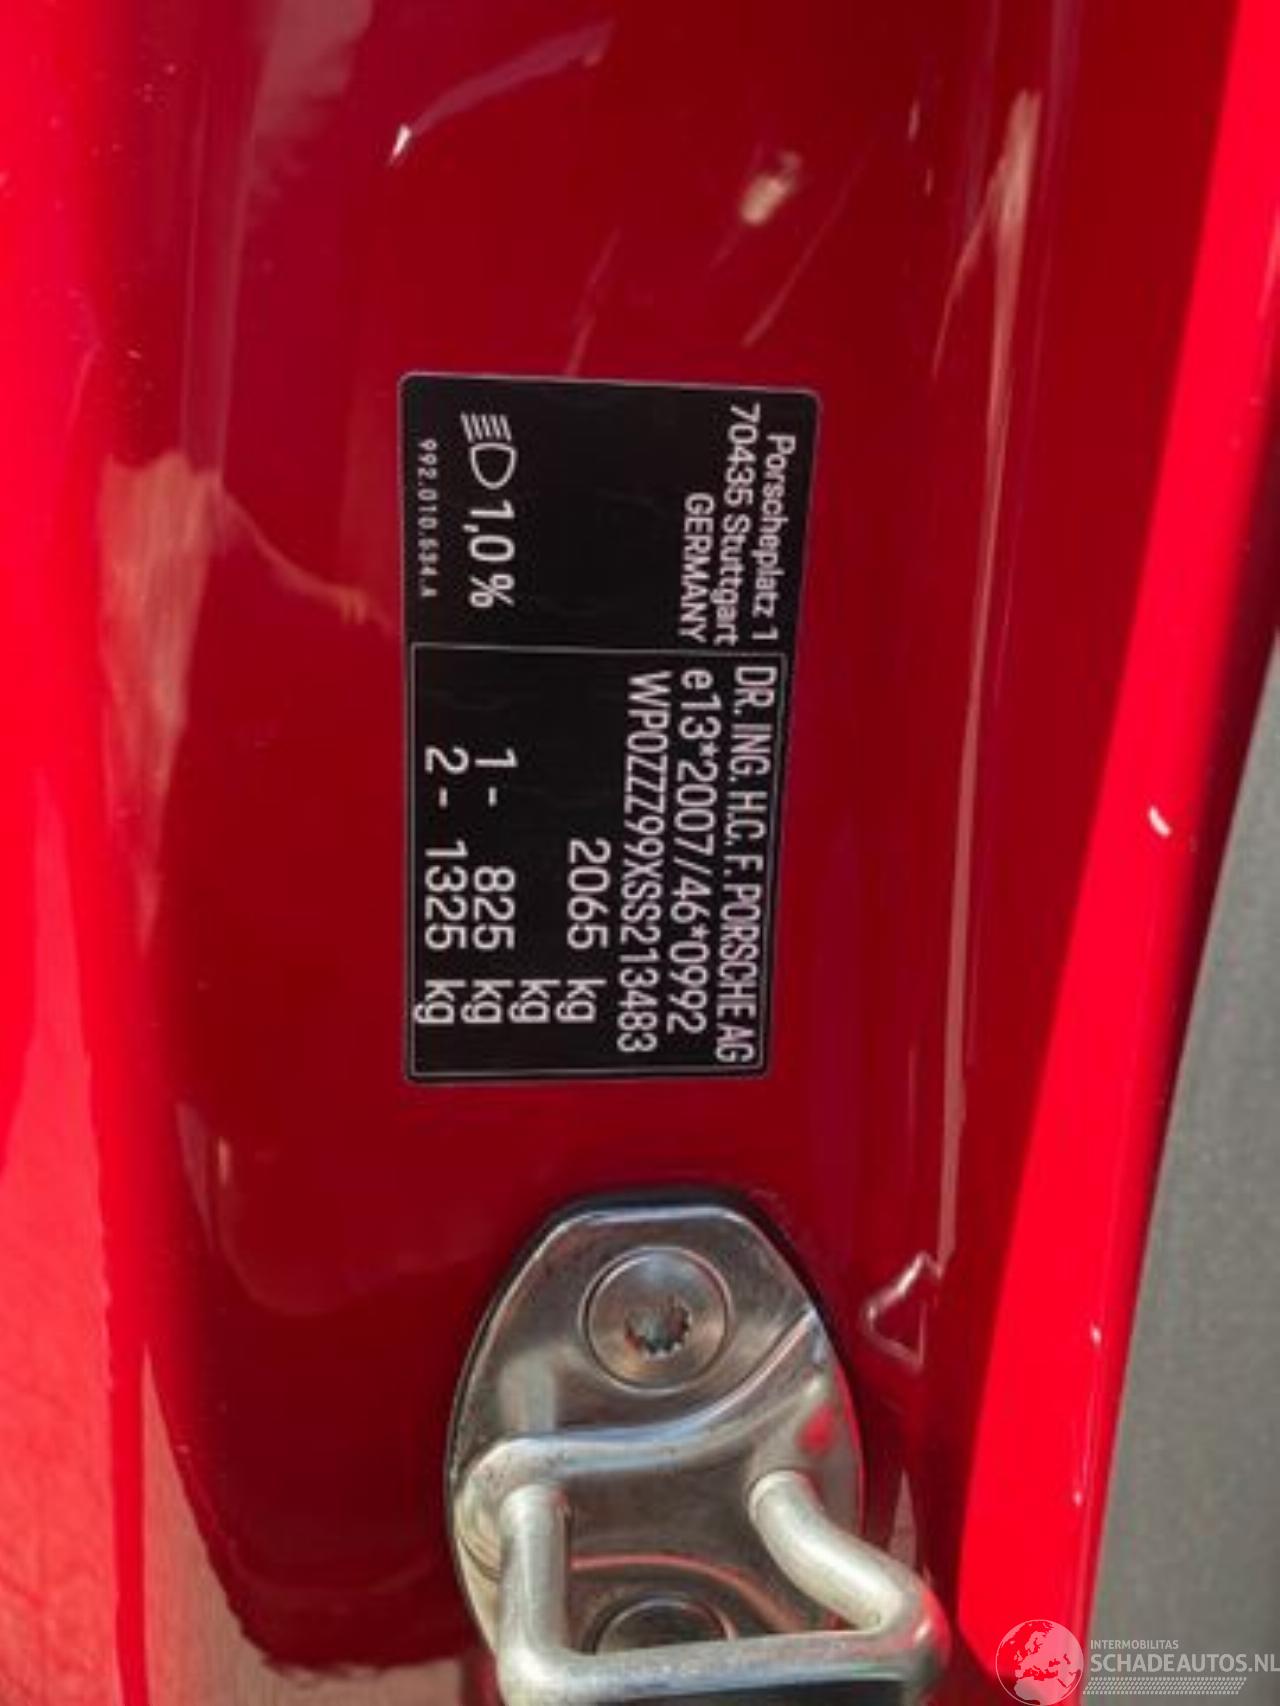 Porscheplatz 1
70435 Stuttgart
GERMANY
1,0%
992.010.634.A
DR. ING. H.C. F. PORSCHE AG
e13*2007/46*0992
WP0ZZZ99XSS213483
2065 kg
kg
1- 825 kg
2- 1325 kg
INTERMOBILITAS
SCHADEAUTOS.NL